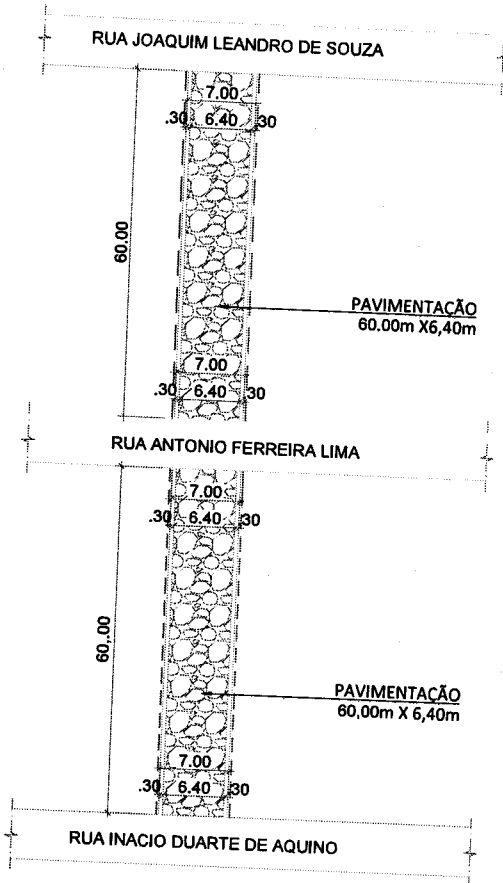 RUA JOAQUIM LEANDRO DE SOUZA
7.00
.30 6.40 .30
60.00
PAVIMENTAÇÃO
60.00m X6,40m
7.00
.30 6.40 .30
RUA ANTONIO FERREIRA LIMA
7.00
.30 6.40 .30
60,.00
PAVIMENTAÇÃO
60,00m X 6,40m
7.00
.30 6.40 .30
RUA INACIO DUARTE DE AQUINO